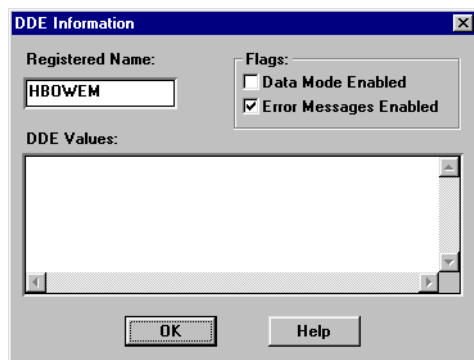 DDE Information
Registered Name:
HBOWEM
Flags:
Data Mode Enabled
Error Messages Enabled
DDE Values:
OK
Help